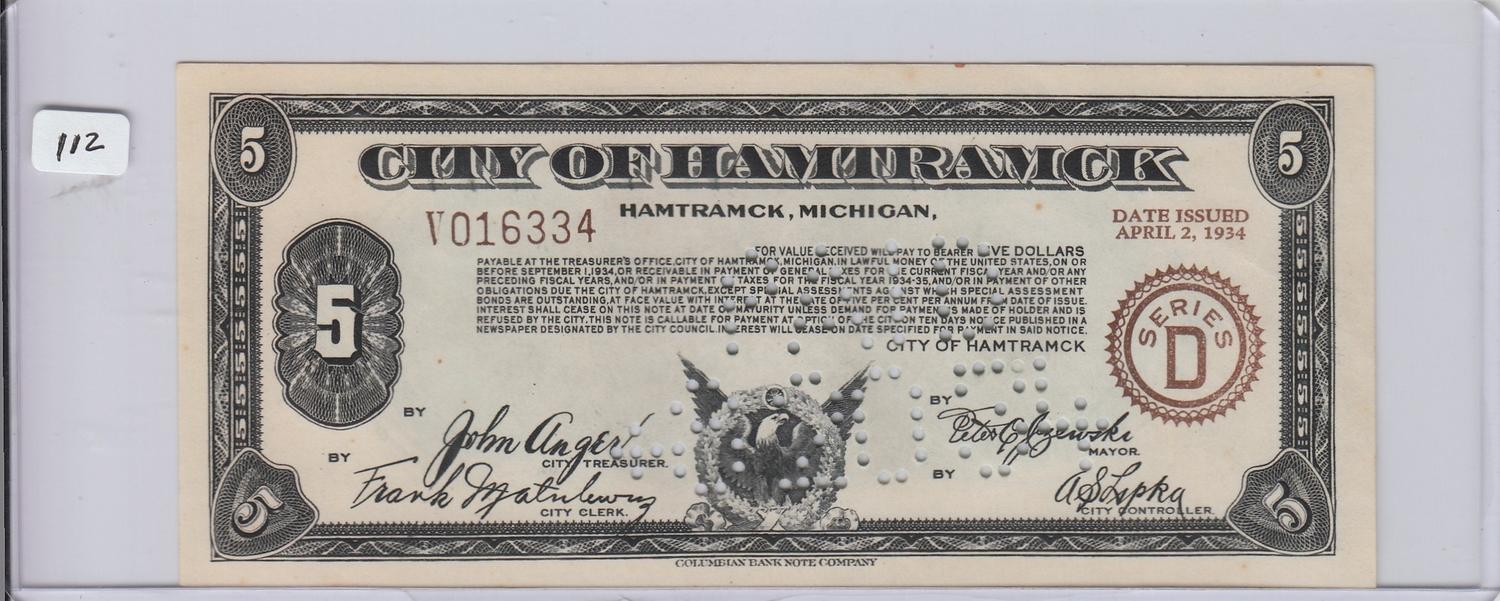 112
5 5
CITY OF HAMTRAMCK
HAMTRAMCK, MICHIGAN,
V016334
DATE ISSUED
APRIL 2, 1934
FOR VALUE RECEIVED WILL PAY TO BEARER FIVE DOLLARS
PAYABLE AT THE TREASURER'S OFFICE, CITY OF HAMTRAMCK, MICHIGAN, IN LAWFUL MONEY OF THE UNITED STATES, ON OR
BEFORE SEPTEMBER 1, 1934, OR RECEIVABLE IN PAYMENT OF GENERAL TAXES FOR THE CURRENT FISCAL YEAR AND/OR ANY
PRECEDING FISCAL YEARS, AND/OR IN PAYMENT OF TAXES FOR THE FISCAL YEAR 1934-35, AND/OR IN PAYMENT OF OTHER
OBLIGATIONS DUE THE CITY OF HAMTRAMCK, EXCEPT SPECIAL ASSESSMENTS AGAINST WHICH SPECIAL ASSESSMENT
BONDS ARE OUTSTANDING, AT FACE VALUE WITH INTEREST AT THE RATE OF FIVE PER CENT PER ANNUM FROM DATE OF ISSUE.
INTEREST SHALL CEASE ON THIS NOTE AT DATE OF MATURITY UNLESS DEMAND FOR PAYMENT IS MADE OF HOLDER AND IS
REFUSED BY THE CITY. THIS NOTE IS CALLABLE FOR PAYMENT AT OPTION OF THE CITY ON TEN DAYS NOTICE PUBLISHED IN A
NEWSPAPER DESIGNATED BY THE CITY COUNCIL. INTEREST WILL CEASE ON DATE SPECIFIED FOR PAYMENT IN SAID NOTICE.
CITY OF HAMTRAMCK
5
SERIES
D
BY John Anger
CITY TREASURER.
BY Frank Matulewicz
CITY CLERK.
BY Peter C. Jezewski
MAYOR.
BY A S Lipka
CITY CONTROLLER.
5 5
COLUMBIAN BANK NOTE COMPANY